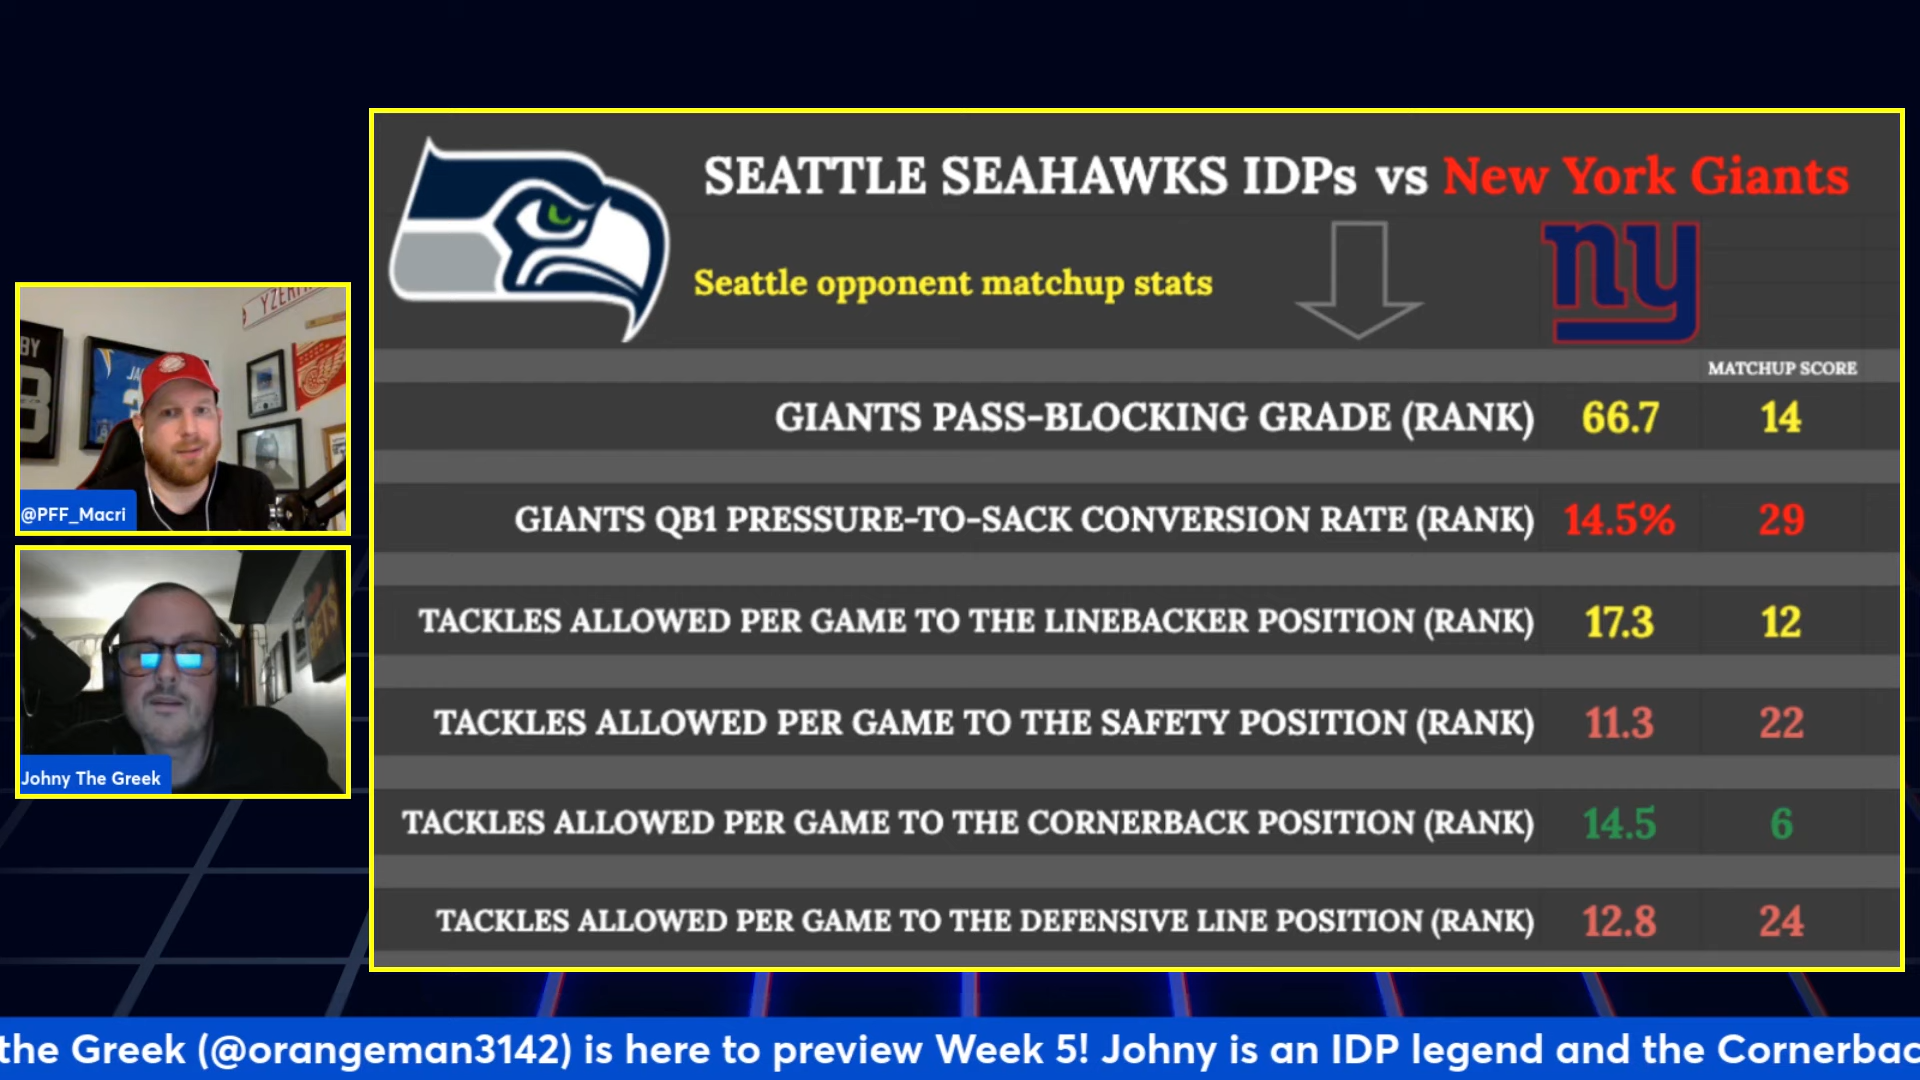 SEATTLE SEAHAWKS IDPs vs New York Giants
ny
Seattle opponent matchup stats
MATCHUP SCORE
GIANTS PASS-BLOCKING GRADE (RANK) 66.7 14
GIANTS QB1 PRESSURE-TO-SACK CONVERSION RATE (RANK) 14.5% 29
TACKLES ALLOWED PER GAME TO THE LINEBACKER POSITION (RANK) 17.3 12
TACKLES ALLOWED PER GAME TO THE SAFETY POSITION (RANK) 11.3 22
TACKLES ALLOWED PER GAME TO THE CORNERBACK POSITION (RANK) 14.5 6
TACKLES ALLOWED PER GAME TO THE DEFENSIVE LINE POSITION (RANK) 12.8 24
@PFF_Macri
Johny The Greek
the Greek (@orangeman3142) is here to preview Week 5! Johny is an IDP legend and the Cornerbac